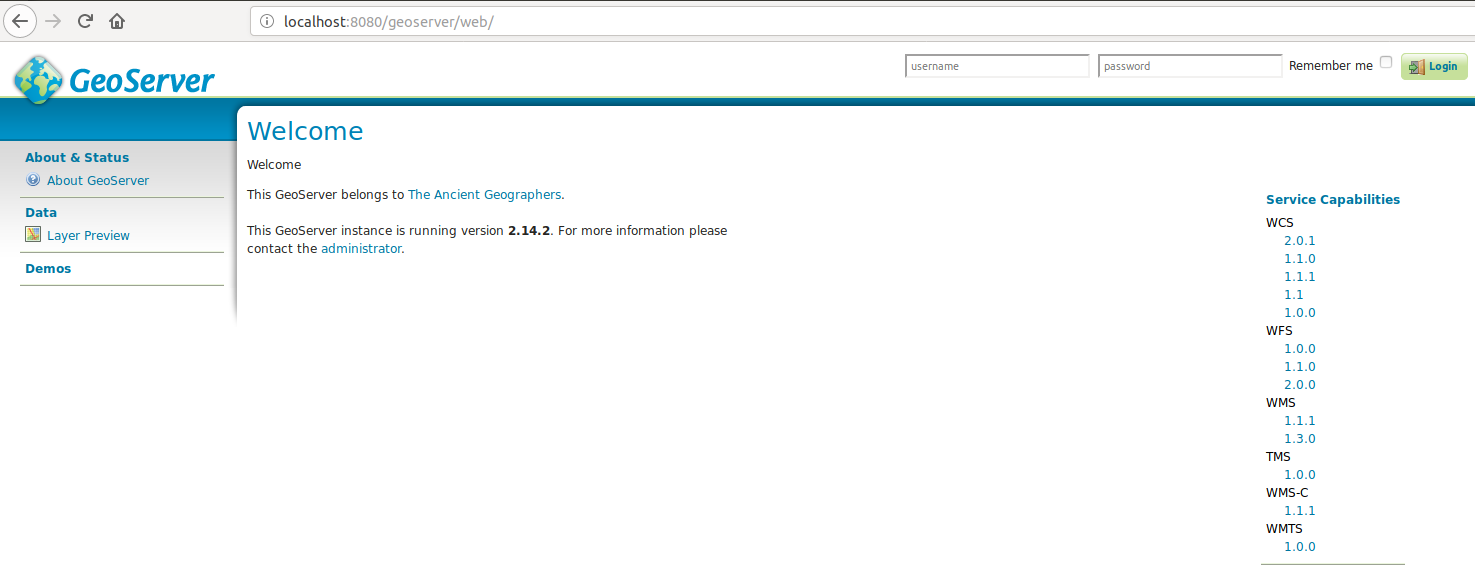 localhost:8080/geoserver/web/
GeoServer
username
password
Remember me
Login
About & Status
About GeoServer
Data
Layer Preview
Demos
Welcome
Welcome
This GeoServer belongs to The Ancient Geographers.
This GeoServer instance is running version 2.14.2. For more information please
contact the administrator.
Service Capabilities
WCS
2.0.1
1.1.0
1.1.1
1.1
1.0.0
WFS
1.0.0
1.1.0
2.0.0
WMS
1.1.1
1.3.0
TMS
1.0.0
WMS-C
1.1.1
WMTS
1.0.0